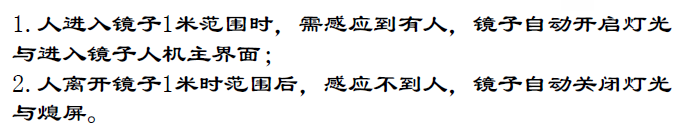 1.人进入镜子1米范围时，需感应到有人，镜子自动开启灯光
与进入镜子人机主界面；
2.人离开镜子1米时范围后，感应不到人，镜子自动关闭灯光
与熄屏。